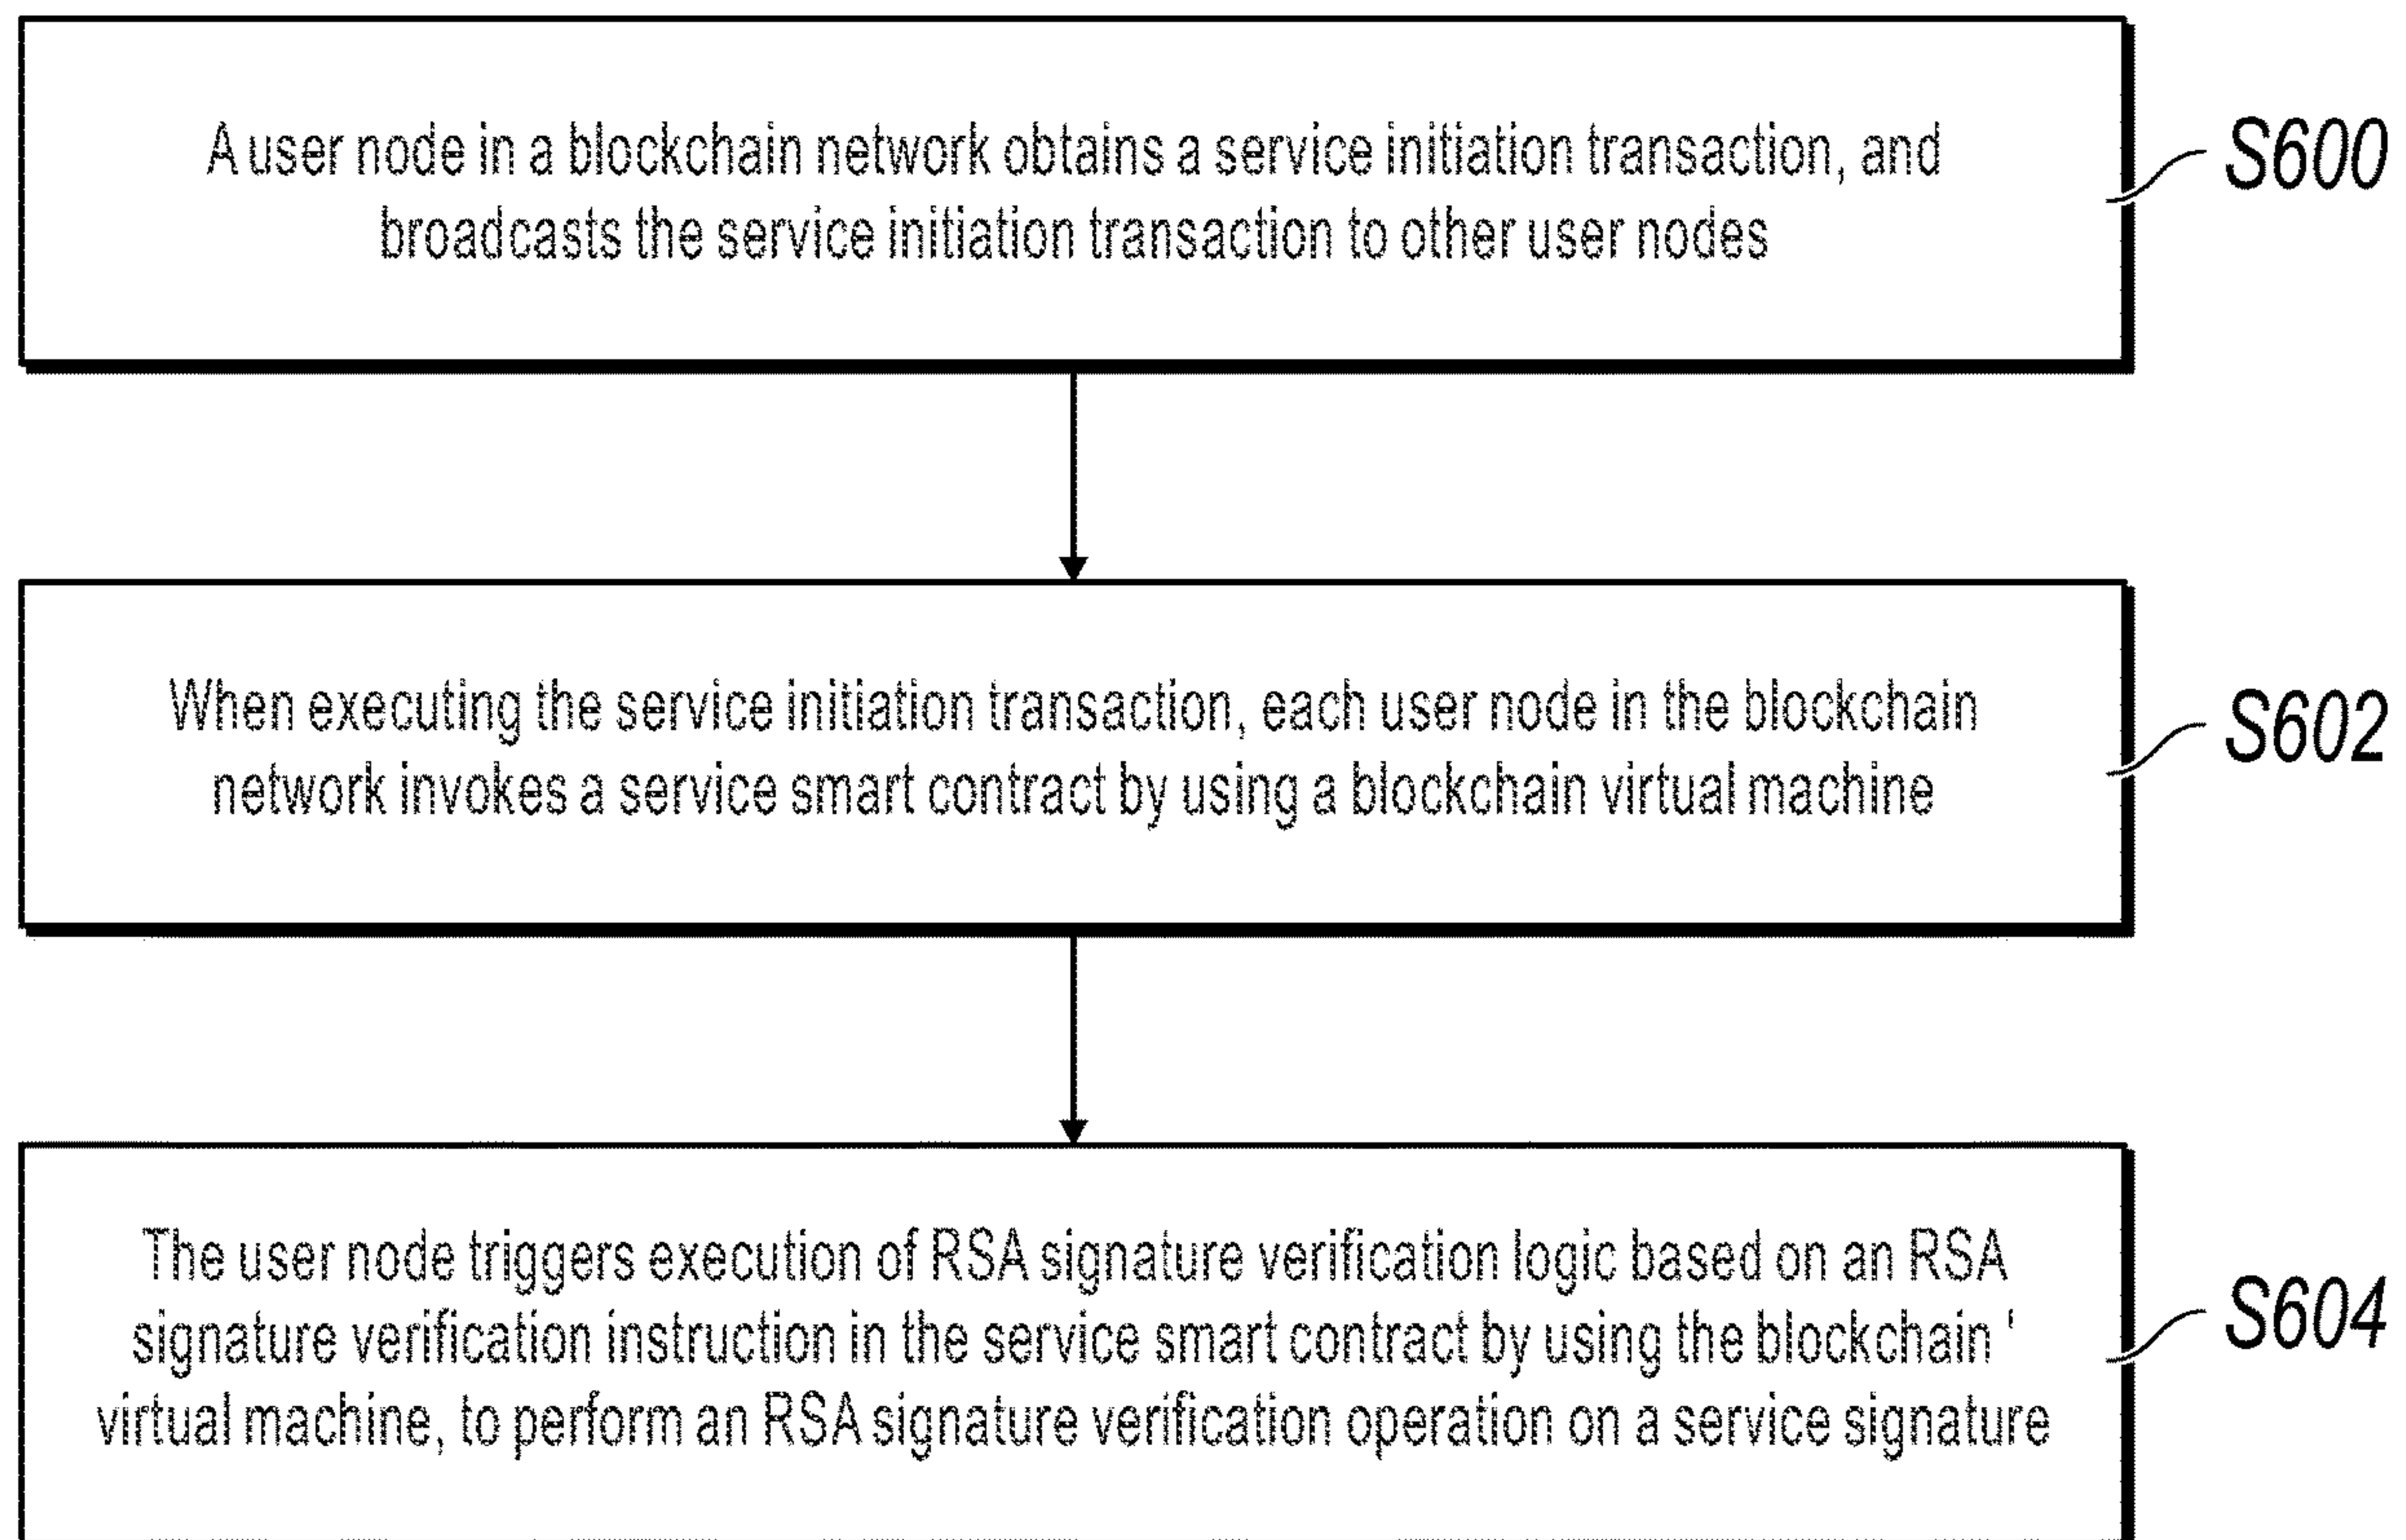 A user node in a blockchain network obtains a service initiation transaction, and
broadcasts the service initiation transaction to other user nodes
S600
When executing the service initiation transaction, each user node in the blockchain
network invokes a service smart contract by using a blockchain virtual machine
S602
The user node triggers execution of RSA signature verification logic based on an RSA
signature verification instruction in the service smart contract by using the blockchain '
virtual machine, to perform an RSA signature verification operation on a service signature
S604